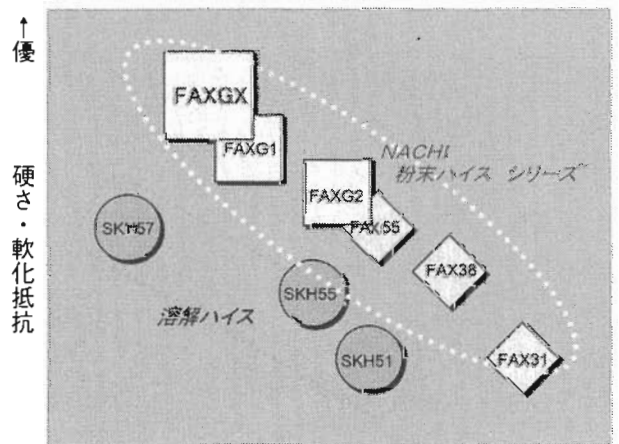 ↑優
硬さ・軟化抵抗
FAXGX
FAXG1
NACHI
粉末ハイス シリーズ
FAXG2
FAX55
SKH57
FAX38
SKH55
溶解ハイス
SKH51
FAX31